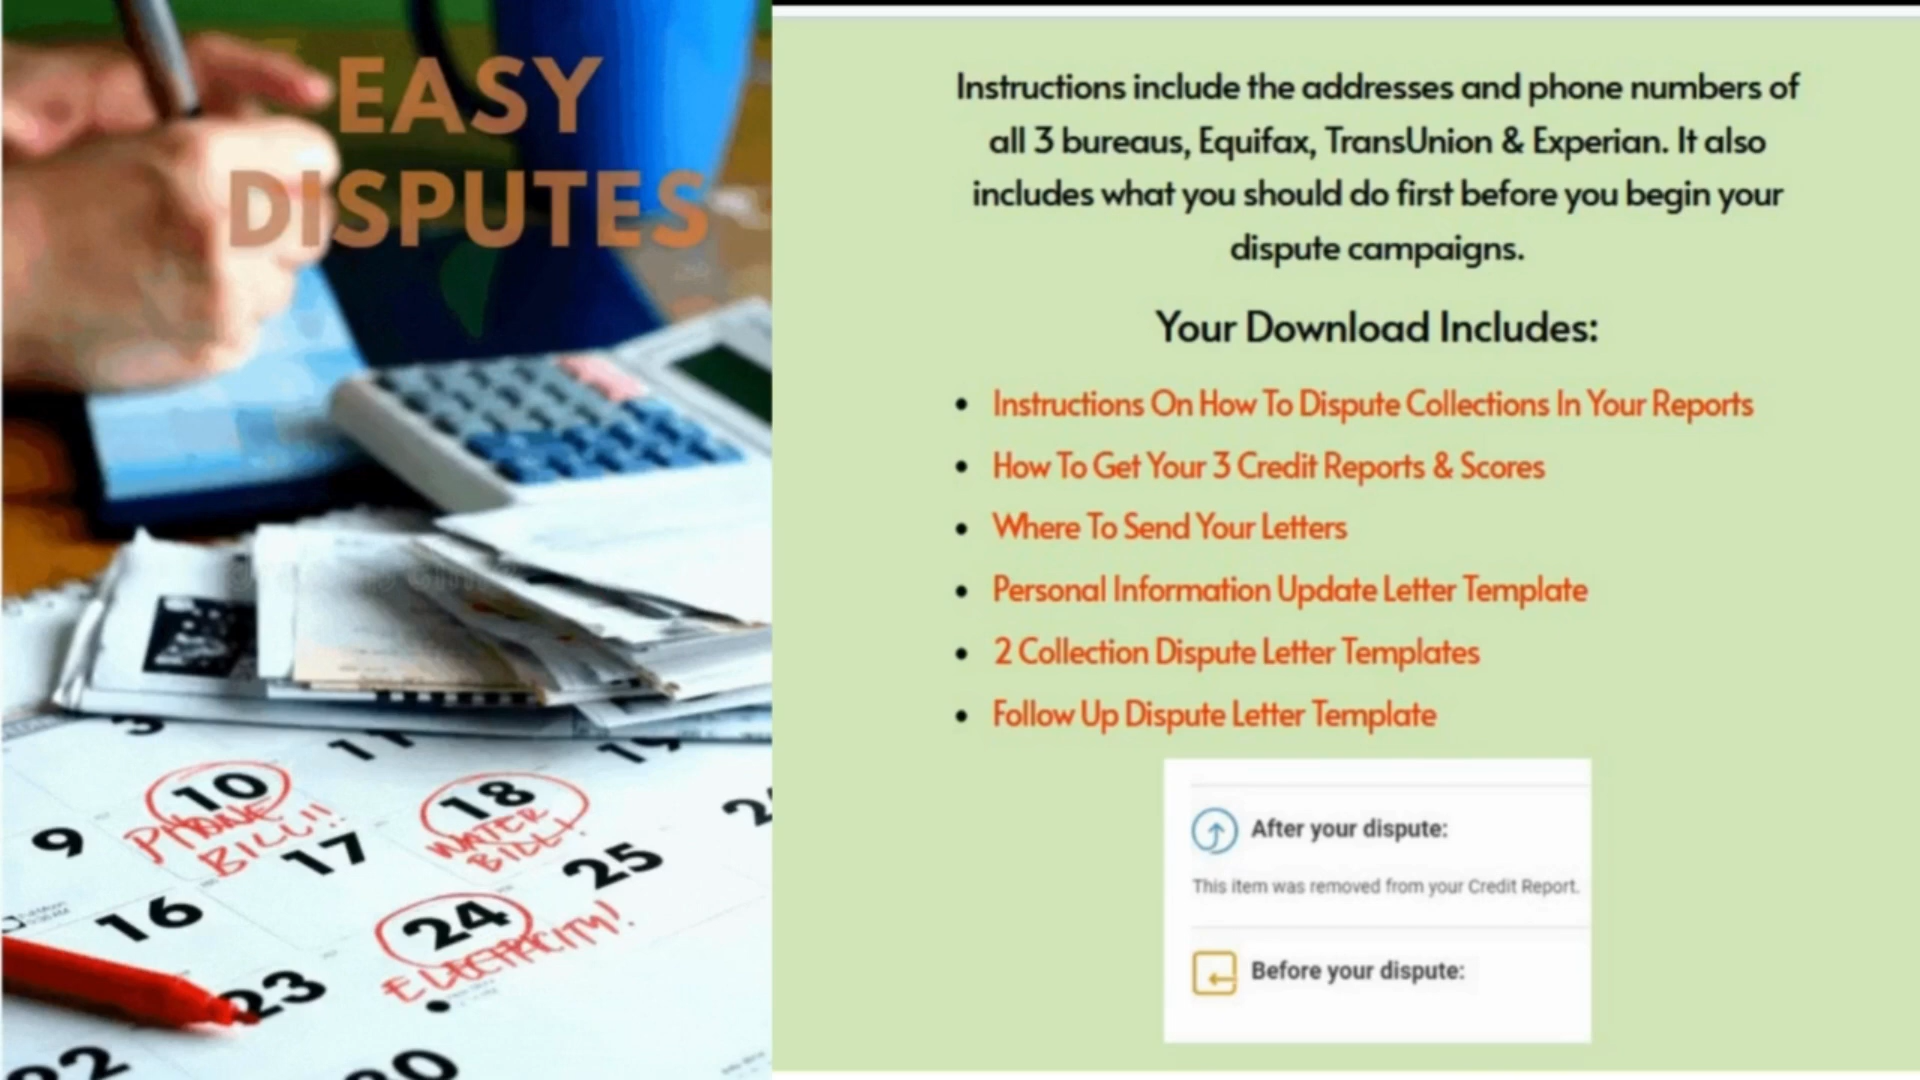 EASY
DISPUTES
3
11
19
9
10
PHONE
BILL!!
17
18
WATER
BILL!
25
16
24
ELECTRICITY!
23
22
30
Instructions include the addresses and phone numbers of
all 3 bureaus, Equifax, TransUnion & Experian. It also
includes what you should do first before you begin your
dispute campaigns.
Your Download Includes:
• Instructions On How To Dispute Collections In Your Reports
• How To Get Your 3 Credit Reports & Scores
• Where To Send Your Letters
• Personal Information Update Letter Template
• 2 Collection Dispute Letter Templates
• Follow Up Dispute Letter Template
After your dispute:
This item was removed from your Credit Report.
Before your dispute: